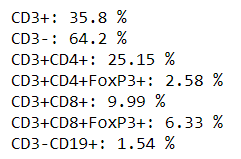 CD3+: 35.8 %
CD3-: 64.2 %
CD3+CD4+: 25.15 %
CD3+CD4+FoxP3+: 2.58 %
CD3+CD8+: 9.99 %
CD3+CD8+FoxP3+: 6.33 %
CD3-CD19+: 1.54 %